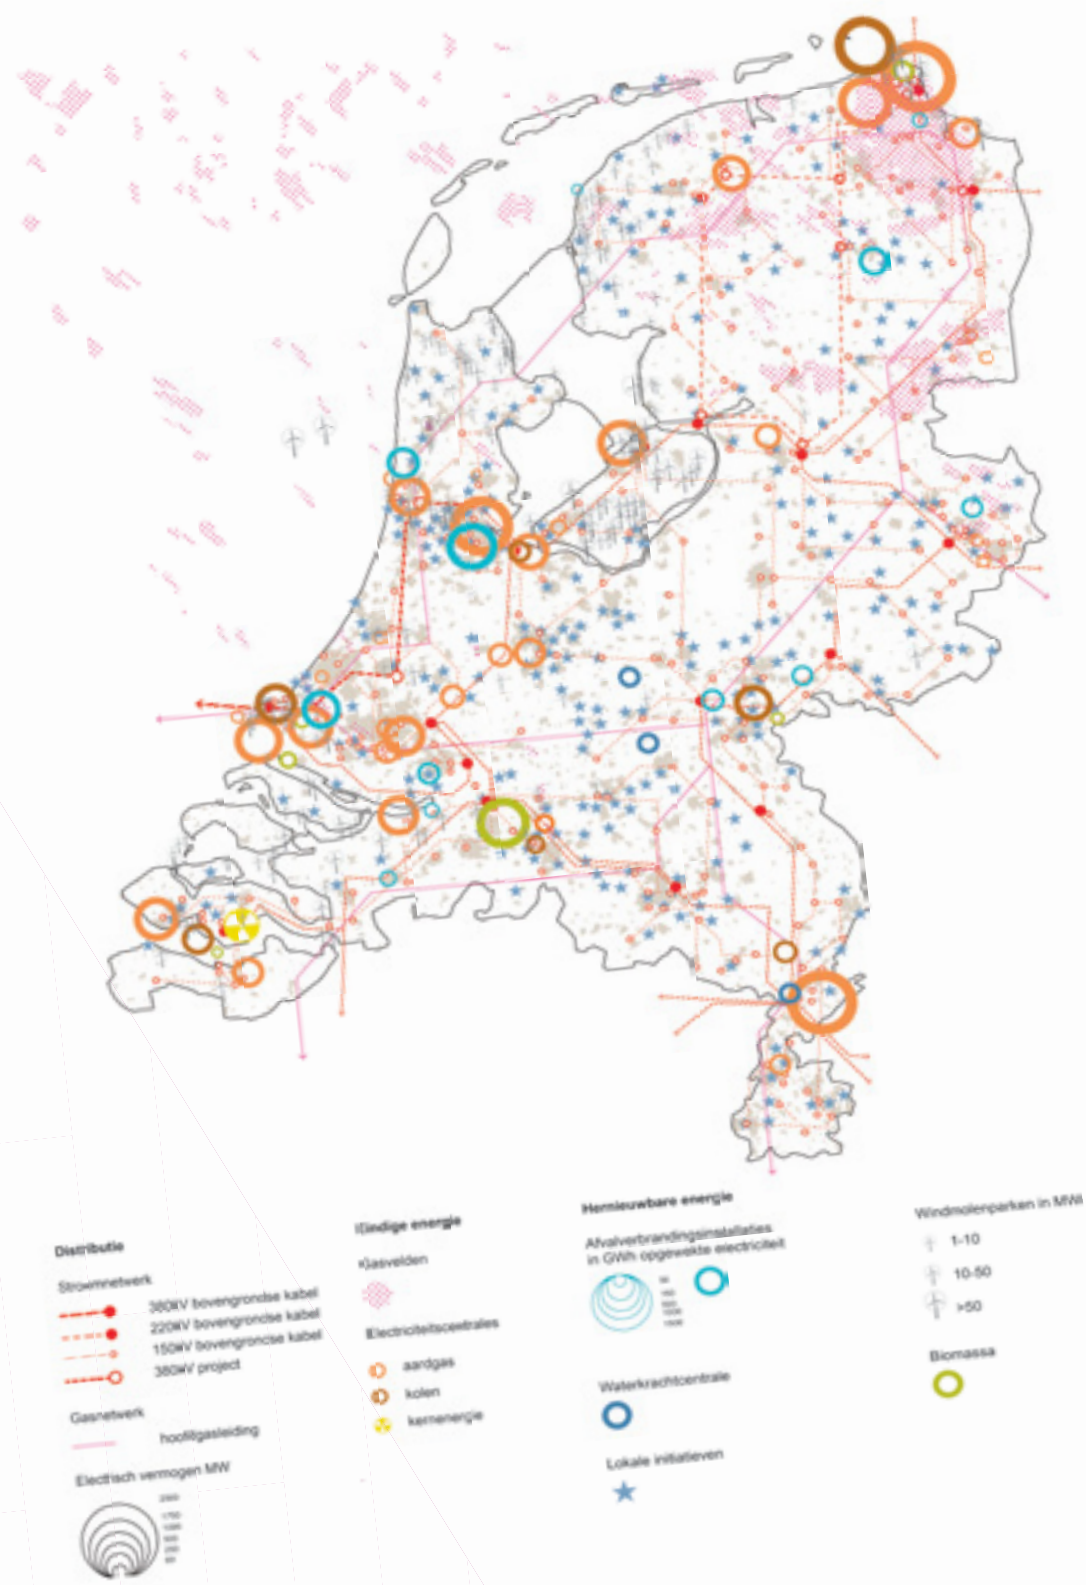 Distributie
Stroomnetwerk
380kV bovengrondse kabel
220kV bovengrondse kabel
150kV bovengrondse kabel
380kV project
Gasnetwerk
hoofdgasleiding
Electrisch vermogen MW
Eindige energie
Gasvelden
Electriciteitscentrales
aardgas
kolen
kernenergie
Hernieuwbare energie
Afvalverbrandingsinstallaties
in GWh opgewekte electriciteit
Waterkrachtcentrale
Lokale initiatieven
Windmolenparken in MW
1-10
10-50
>50
Biomassa